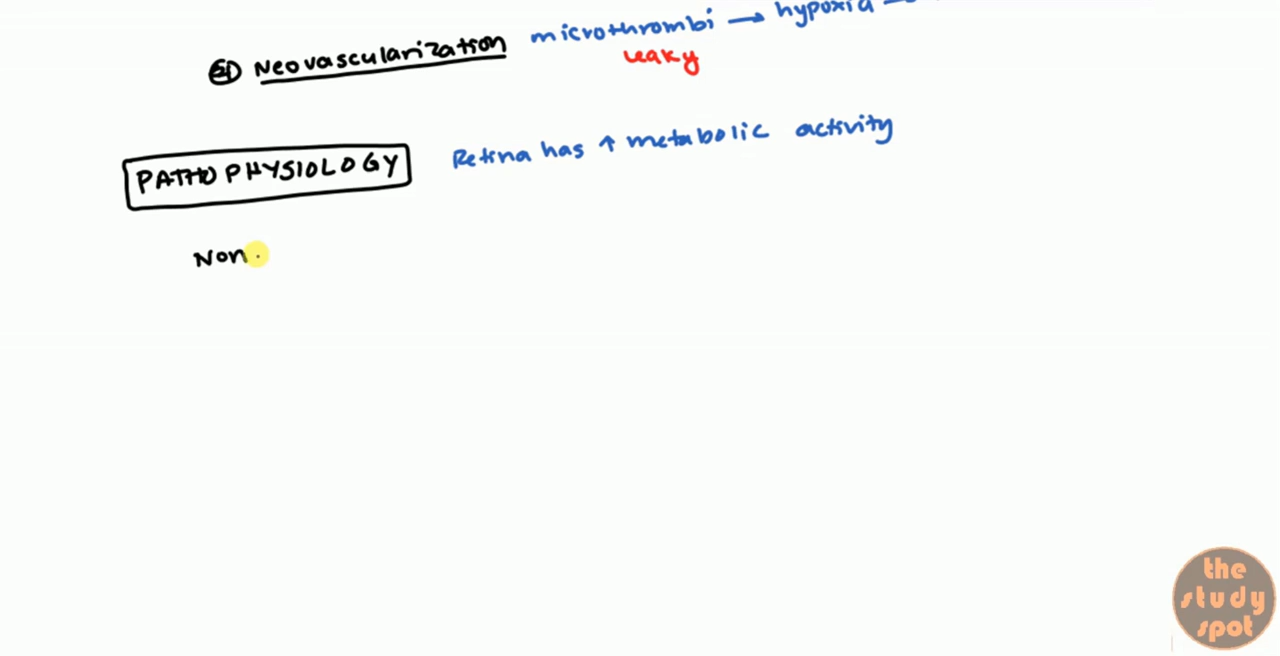 microthrombi → hypoxia →
Neovascularization
leaky
PATHOPHYSIOLOGY Retina has ↑ metabolic activity
Non
the
study
spot